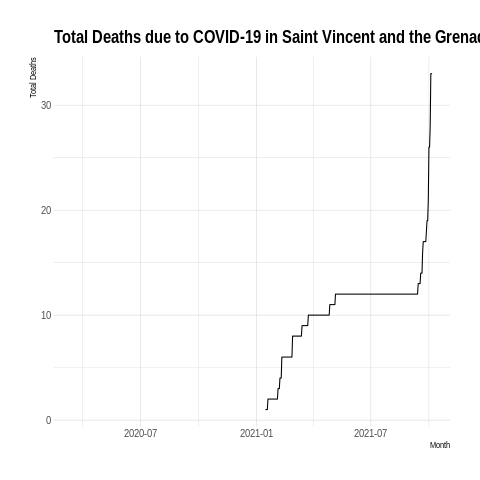 Total Deaths due to COVID-19 in Saint Vincent and the Grenad
Total Deaths
30
20
10
0
2020-07
2021-01
2021-07
Month